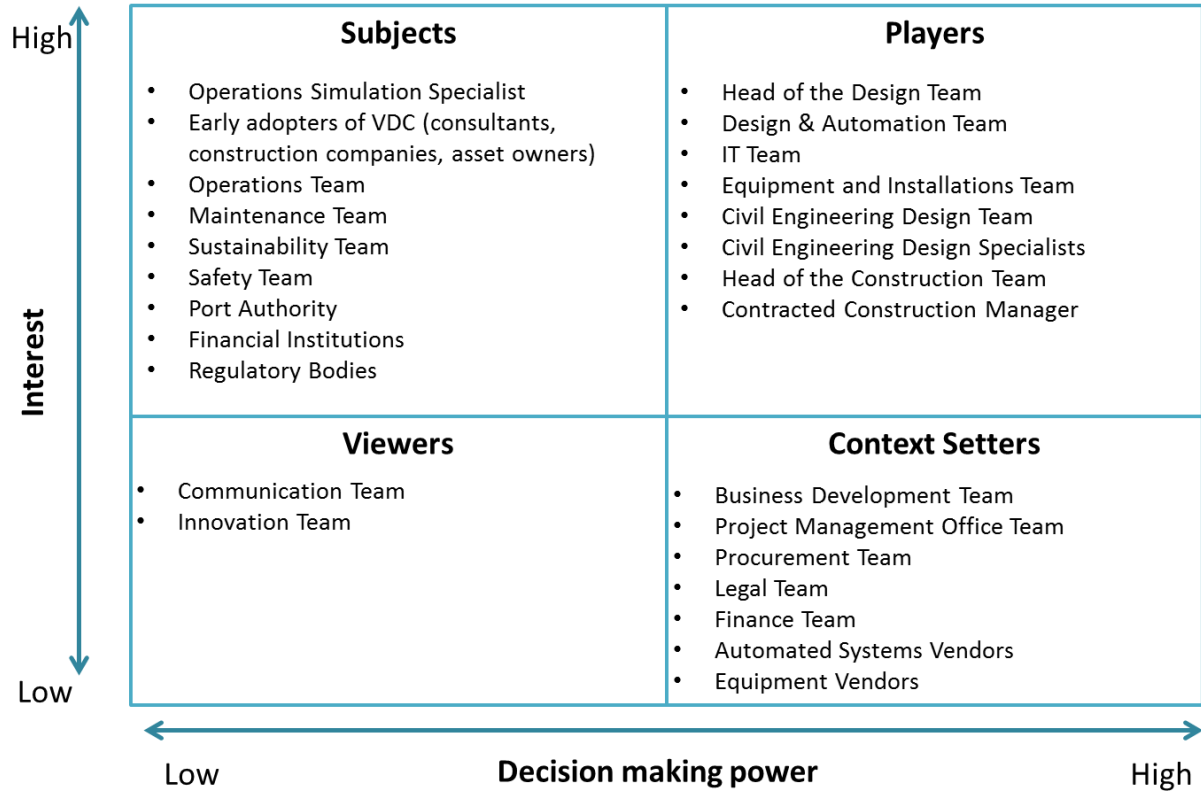 High
Interest
Low
Subjects
• Operations Simulation Specialist
• Early adopters of VDC (consultants,
construction companies, asset owners)
• Operations Team
• Maintenance Team
• Sustainability Team
• Safety Team
• Port Authority
• Financial Institutions
• Regulatory Bodies
Players
• Head of the Design Team
• Design & Automation Team
• IT Team
• Equipment and Installations Team
• Civil Engineering Design Team
• Civil Engineering Design Specialists
• Head of the Construction Team
• Contracted Construction Manager
Viewers
• Communication Team
• Innovation Team
Context Setters
• Business Development Team
• Project Management Office Team
• Procurement Team
• Legal Team
• Finance Team
• Automated Systems Vendors
• Equipment Vendors
Low
Decision making power
High